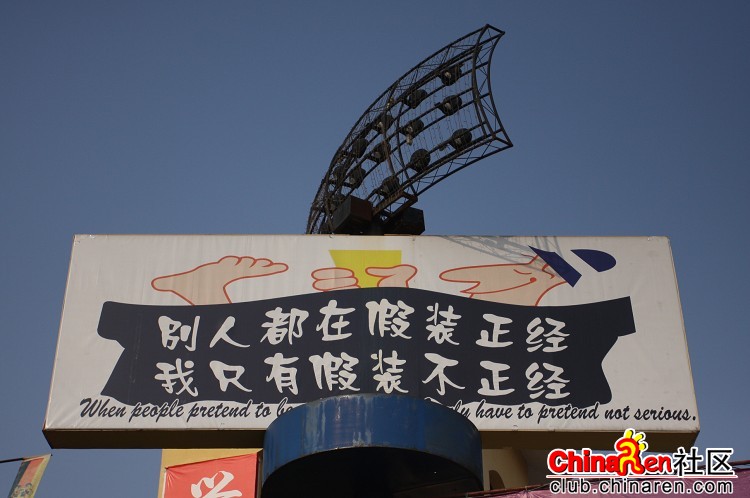 别人都在假装正经
我只有假装不正经
When people pretend to be have to pretend not serious.
ChinaRen社区
club.chinaren.com